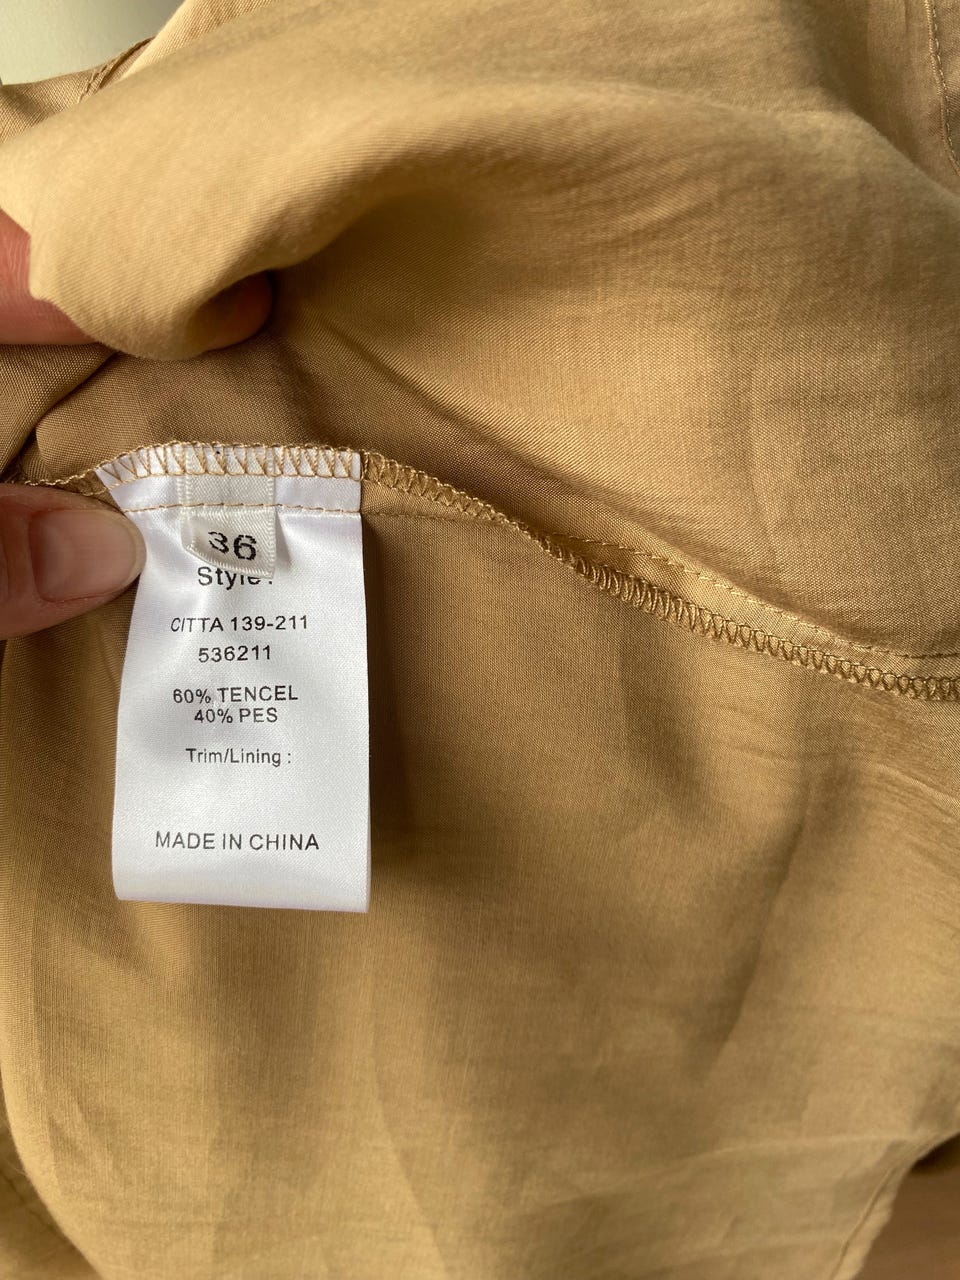 36
Style :
CITTA 139-211
536211
60% TENCEL
40% PES
Trim/Lining :
MADE IN CHINA